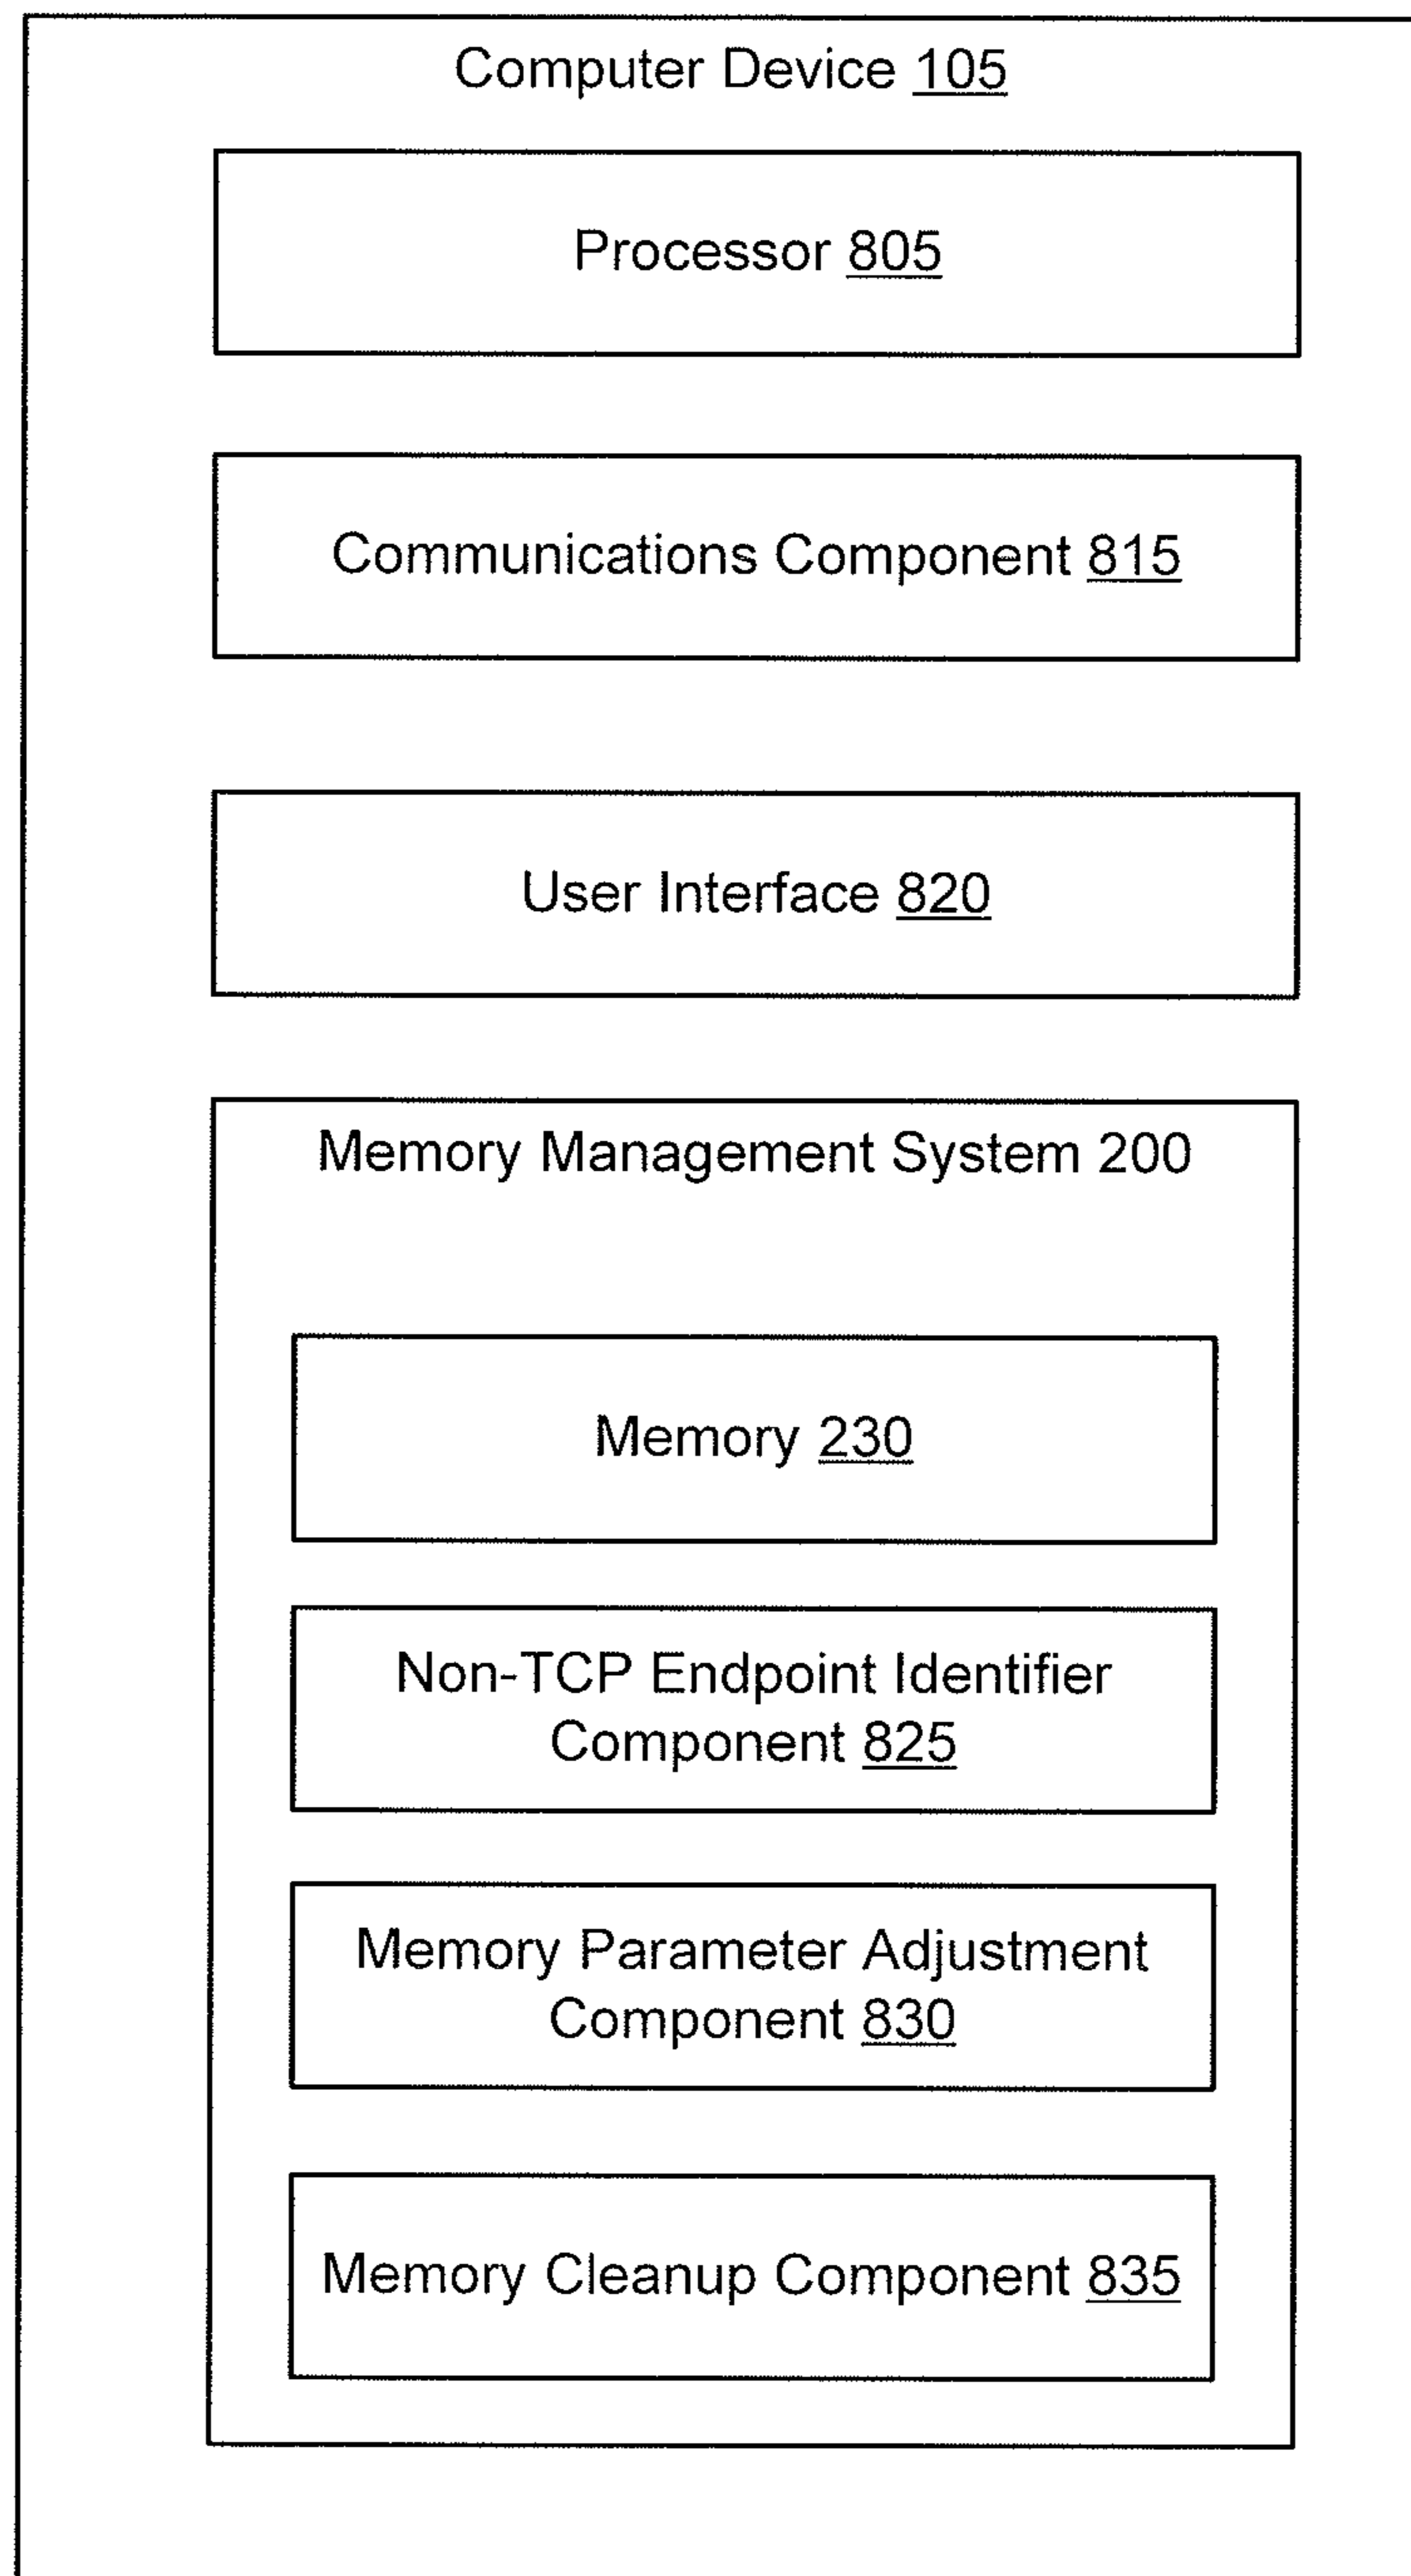 Computer Device 105
Processor 805
Communications Component 815
User Interface 820
Memory Management System 200
Memory 230
Non-TCP Endpoint Identifier
Component 825
Memory Parameter Adjustment
Component 830
Memory Cleanup Component 835